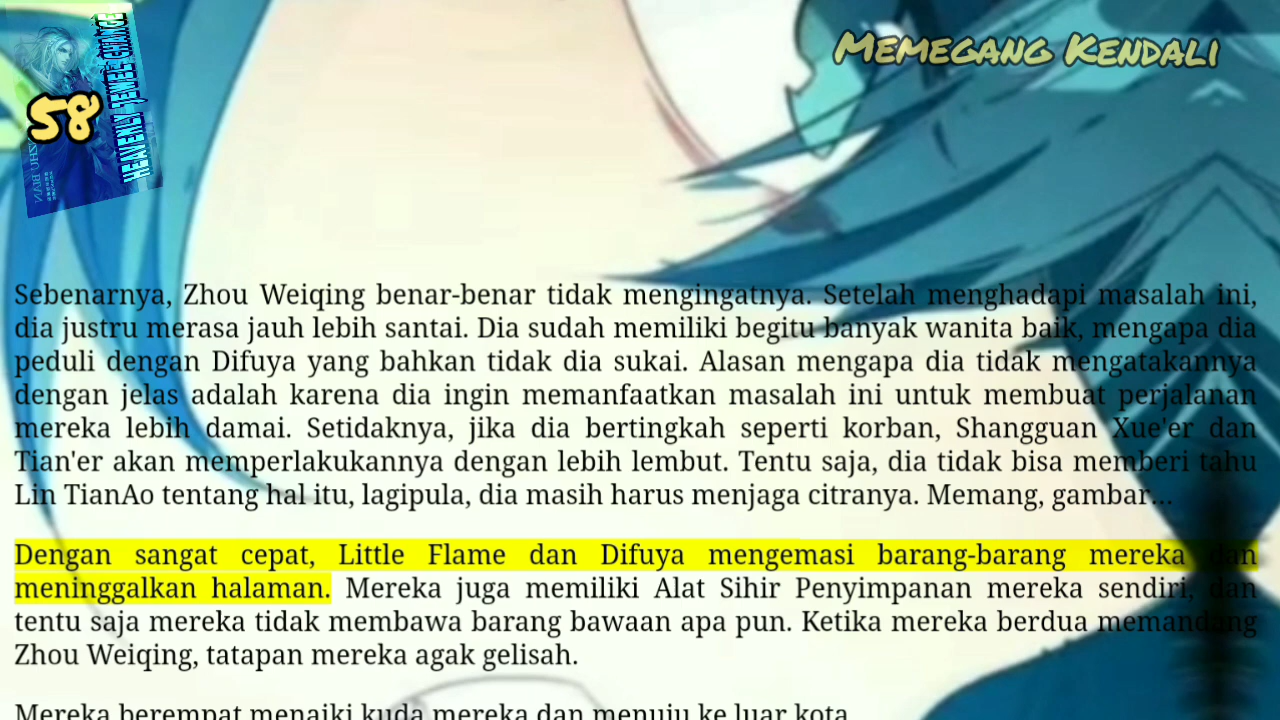 58
HEAVENLY JEWEL CHANGE
Memegang Kendali
Sebenarnya, Zhou Weiqing benar-benar tidak mengingatnya. Setelah menghadapi masalah ini,
dia justru merasa jauh lebih santai. Dia sudah memiliki begitu banyak wanita baik, mengapa dia
peduli dengan Difuya yang bahkan tidak dia sukai. Alasan mengapa dia tidak mengatakannya
dengan jelas adalah karena dia ingin memanfaatkan masalah ini untuk membuat perjalanan
mereka lebih damai. Setidaknya, jika dia bertingkah seperti korban, Shangguan Xue'er dan
Tian'er akan memperlakukannya dengan lebih lembut. Tentu saja, dia tidak bisa memberi tahu
Lin TianAo tentang hal itu, lagipula, dia masih harus menjaga citranya. Memang, gambar...
Dengan sangat cepat, Little Flame dan Difuya mengemasi barang-barang mereka dan
meninggalkan halaman. Mereka juga memiliki Alat Sihir Penyimpanan mereka sendiri, dan
tentu saja mereka tidak membawa barang bawaan apa pun. Ketika mereka berdua memandang
Zhou Weiqing, tatapan mereka agak gelisah.
Mereka berempat menaiki kuda mereka dan menuju ke luar kota.